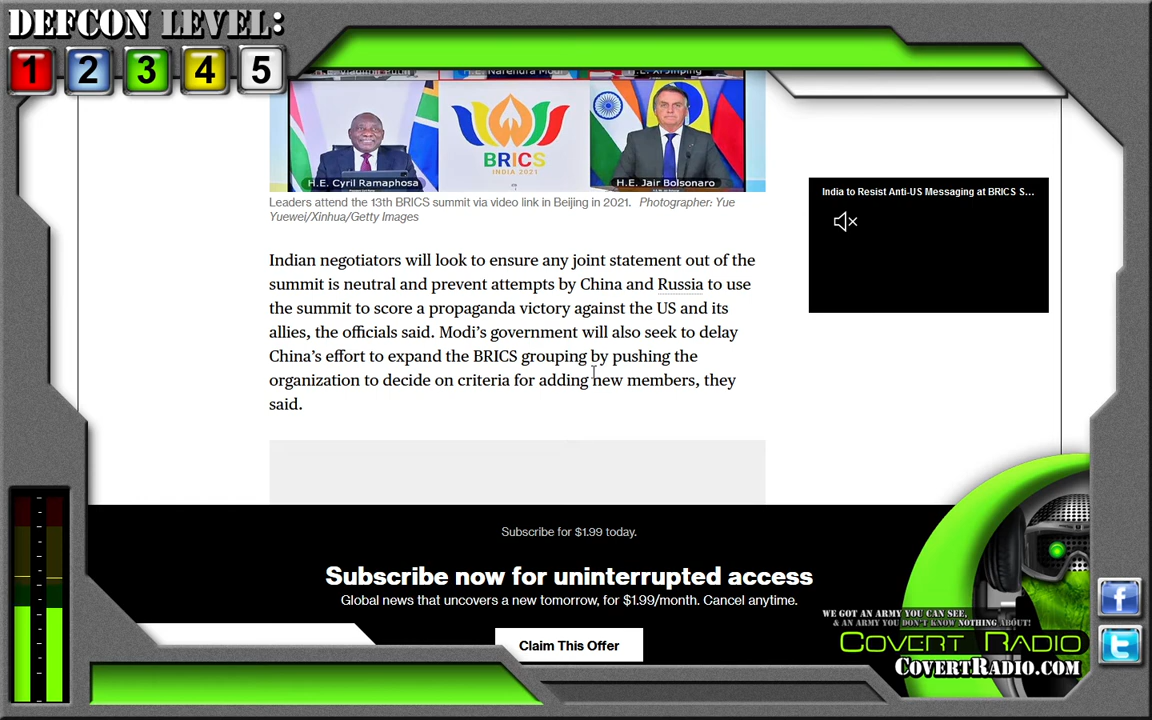 DEFCON LEVEL:
1 2 3 4 5
H.E. Vladimir Putin H.E. Narendra Modi H.E. Xi Jinping
BRICS
INDIA 2021
H.E. Cyril Ramaphosa H.E. Jair Bolsonaro
Leaders attend the 13th BRICS summit via video link in Beijing in 2021. Photographer: Yue
Yuewei/Xinhua/Getty Images
India to Resist Anti-US Messaging at BRICS S...
Indian negotiators will look to ensure any joint statement out of the
summit is neutral and prevent attempts by China and Russia to use
the summit to score a propaganda victory against the US and its
allies, the officials said. Modi’s government will also seek to delay
China’s effort to expand the BRICS grouping by pushing the
organization to decide on criteria for adding new members, they
said.
Subscribe for $1.99 today.
Subscribe now for uninterrupted access
Global news that uncovers a new tomorrow, for $1.99/month. Cancel anytime.
Claim This Offer
WE GOT AN ARMY YOU CAN SEE,
& AN ARMY YOU DON'T KNOW NOTHING ABOUT!
COVERT RADIO
COVERTRADIO.COM